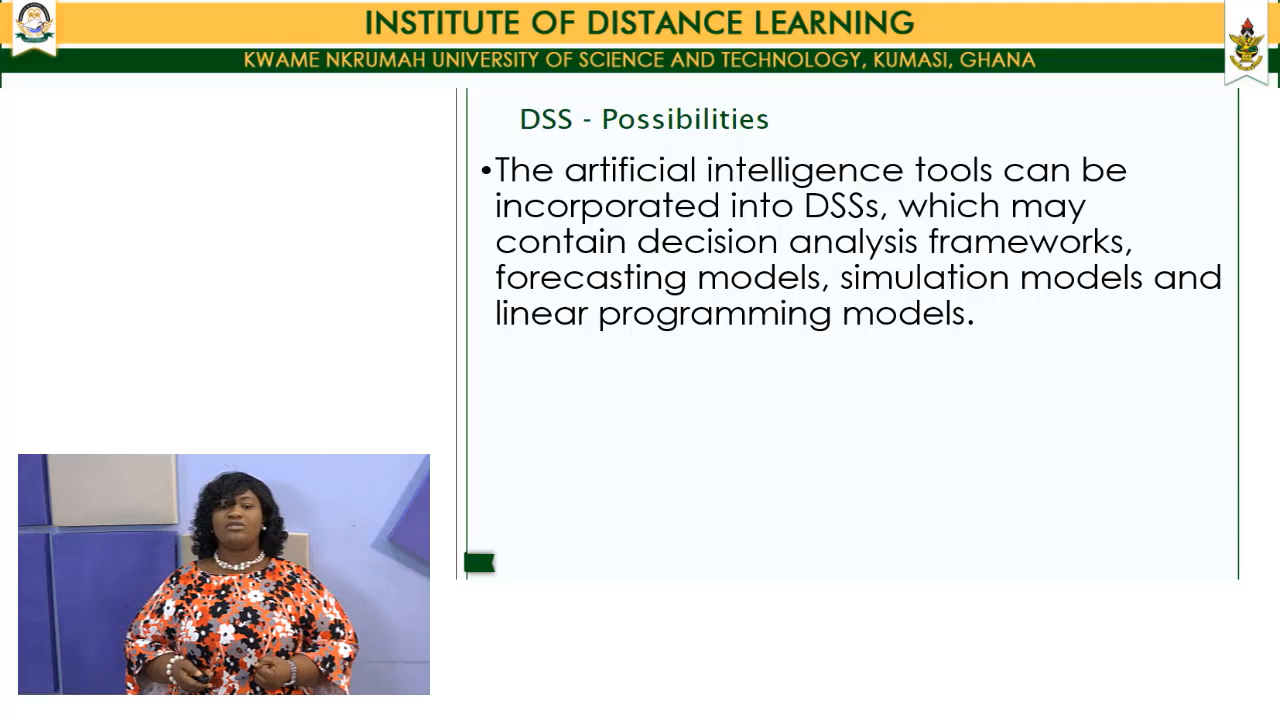 INSTITUTE OF DISTANCE LEARNING
KWAME NKRUMAH UNIVERSITY OF SCIENCE AND TECHNOLOGY, KUMASI, GHANA
DSS - Possibilities
•The artificial intelligence tools can be
incorporated into DSSs, which may
contain decision analysis frameworks,
forecasting models, simulation models and
linear programming models.